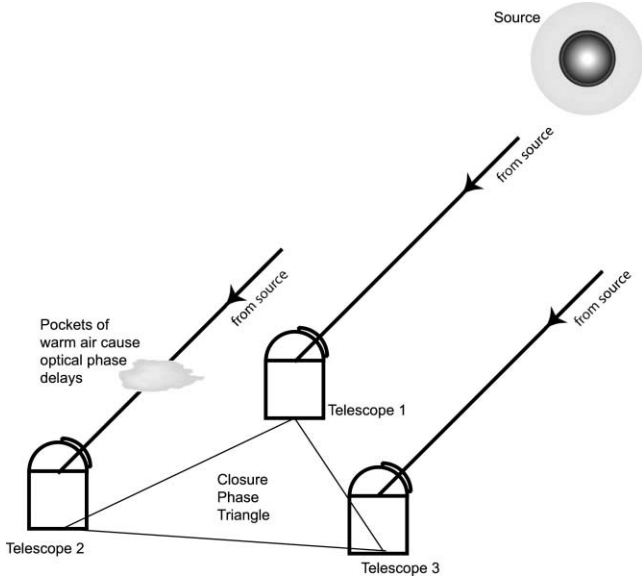 Source
from source
from source
from source
Pockets of
warm air cause
optical phase
delays
Telescope 1
Closure
Phase
Triangle
Telescope 2
Telescope 3